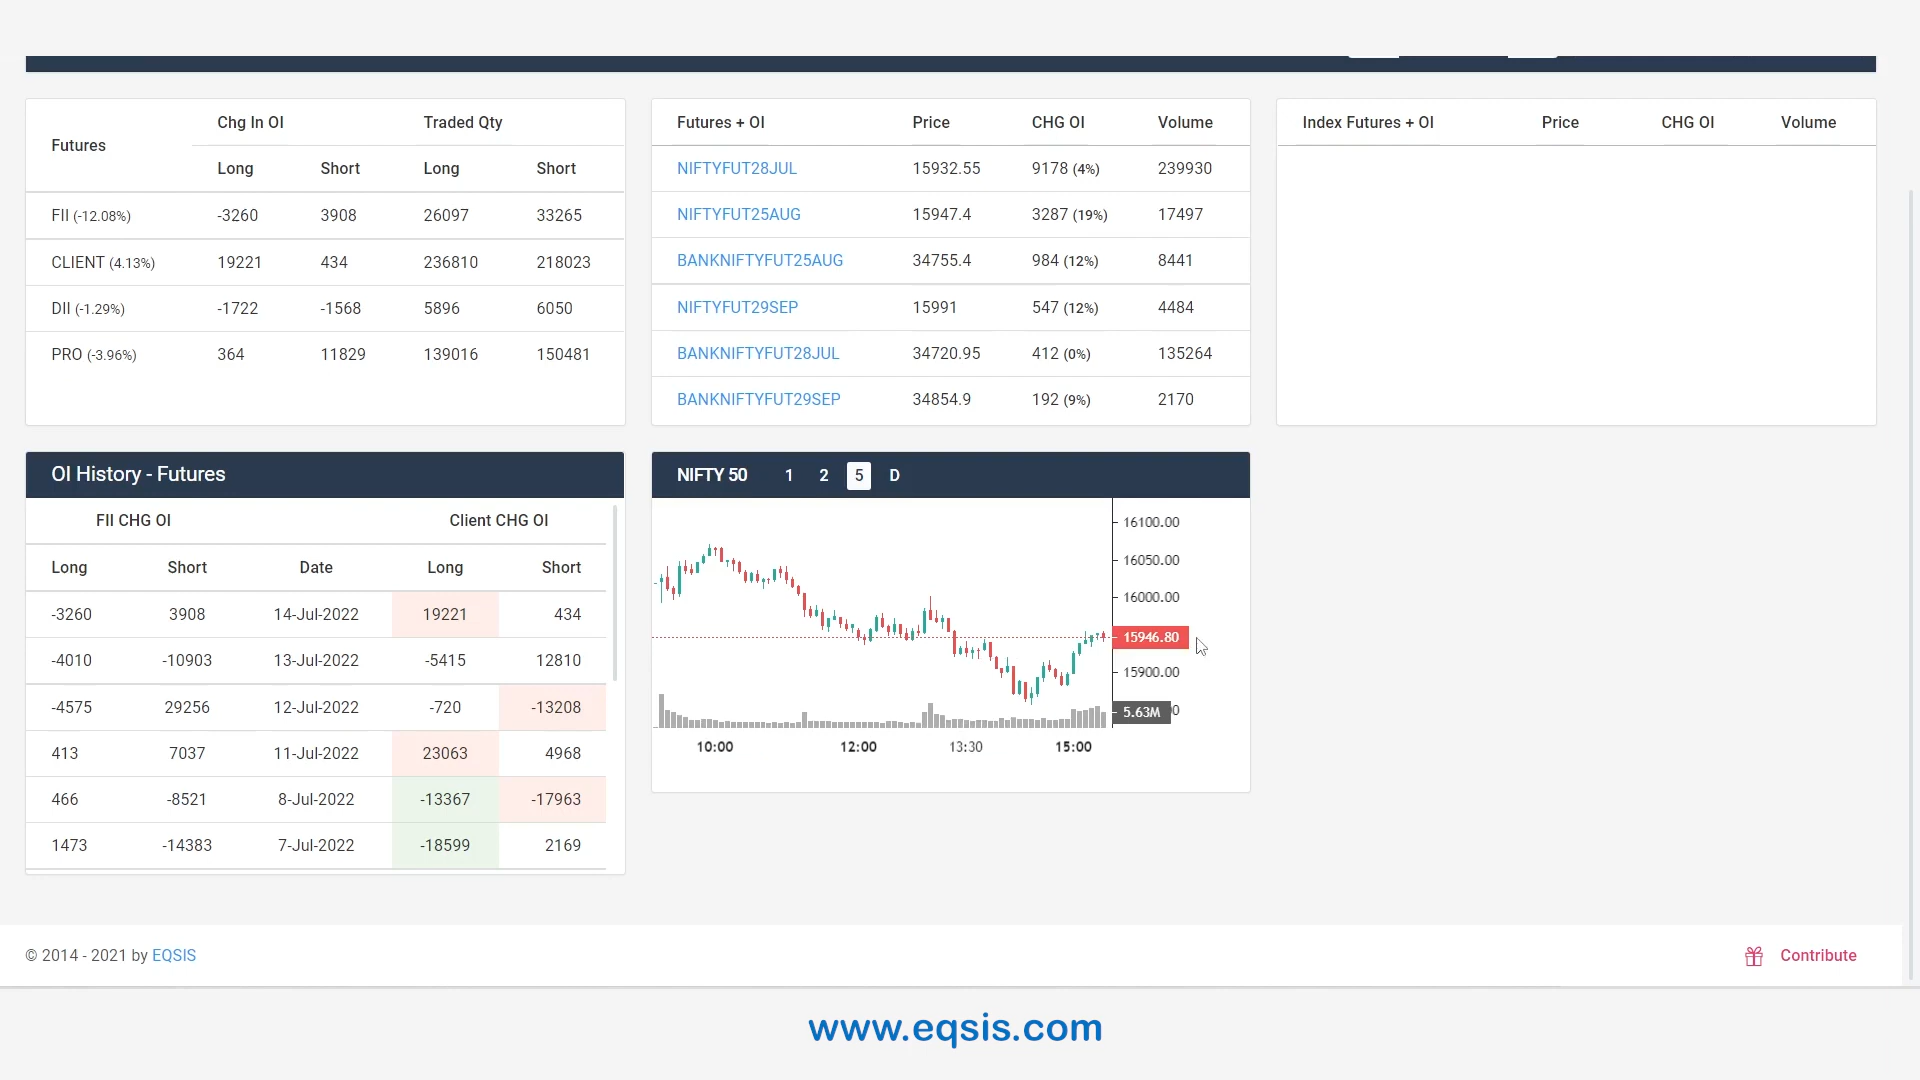 Futures Chg In OI Traded Qty
Long Short Long Short
FII (-12.08%) -3260 3908 26097 33265
CLIENT (4.13%) 19221 434 236810 218023
DII (-1.29%) -1722 -1568 5896 6050
PRO (-3.96%) 364 11829 139016 150481
Futures + OI Price CHG OI Volume
NIFTYFUT28JUL 15932.55 9178 (4%) 239930
NIFTYFUT25AUG 15947.4 3287 (19%) 17497
BANKNIFTYFUT25AUG 34755.4 984 (12%) 8441
NIFTYFUT29SEP 15991 547 (12%) 4484
BANKNIFTYFUT28JUL 34720.95 412 (0%) 135264
BANKNIFTYFUT29SEP 34854.9 192 (9%) 2170
Index Futures + OI Price CHG OI Volume
OI History - Futures
FII CHG OI Client CHG OI
Long Short Date Long Short
-3260 3908 14-Jul-2022 19221 434
-4010 -10903 13-Jul-2022 -5415 12810
-4575 29256 12-Jul-2022 -720 -13208
413 7037 11-Jul-2022 23063 4968
466 -8521 8-Jul-2022 -13367 -17963
1473 -14383 7-Jul-2022 -18599 2169
NIFTY 50 1 2 5 D
16100.00
16050.00
16000.00
15946.80
15900.00
5.63M
10:00 12:00 13:30 15:00
© 2014 - 2021 by EQSIS
Contribute
www.eqsis.com